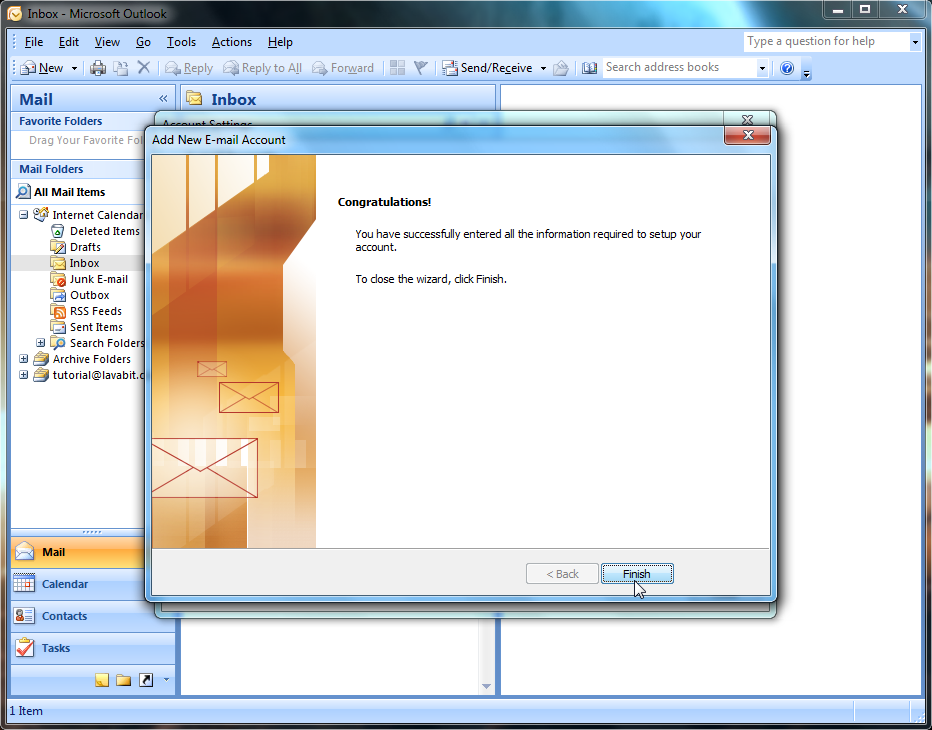 Inbox - Microsoft Outlook
File Edit View Go Tools Actions Help
Type a question for help
New Reply Reply to All Forward Send/Receive Search address books
Mail «
Inbox
Favorite Folders
Drag Your Favorite Fol
Account Settings
Add New E-mail Account
Mail Folders
All Mail Items
Internet Calendar
Deleted Items
Drafts
Inbox
Junk E-mail
Outbox
RSS Feeds
Sent Items
Search Folders
Archive Folders
tutorial@lavabit.c
Congratulations!
You have successfully entered all the information required to setup your
account.
To close the wizard, click Finish.
< Back Finish
Mail
Calendar
Contacts
Tasks
1 Item